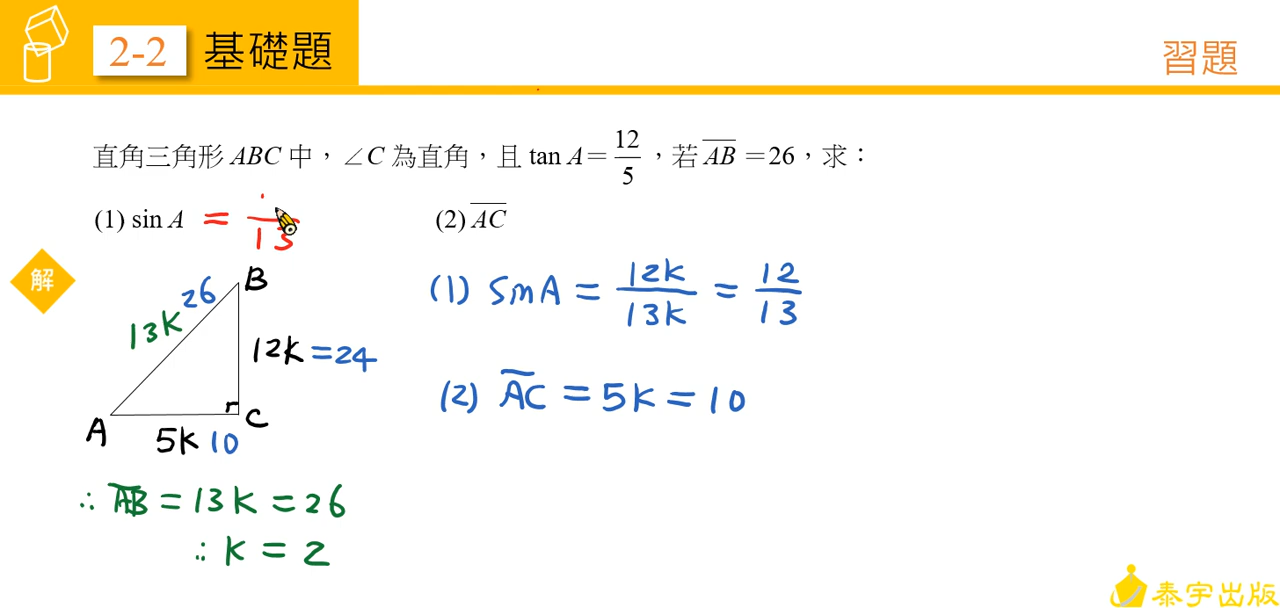 2-2 基礎題
習題
直角三角形 ABC 中，∠C 為直角，且 tan A = 12/5，若 AB = 26，求：
(1) sin A = /13
(2) AC
解
B
26
13k
12k = 24
A
C
5k 10
∴ AB = 13k = 26
∴ k = 2
(1) sin A = 12k/13k = 12/13
(2) AC = 5k = 10
泰宇出版